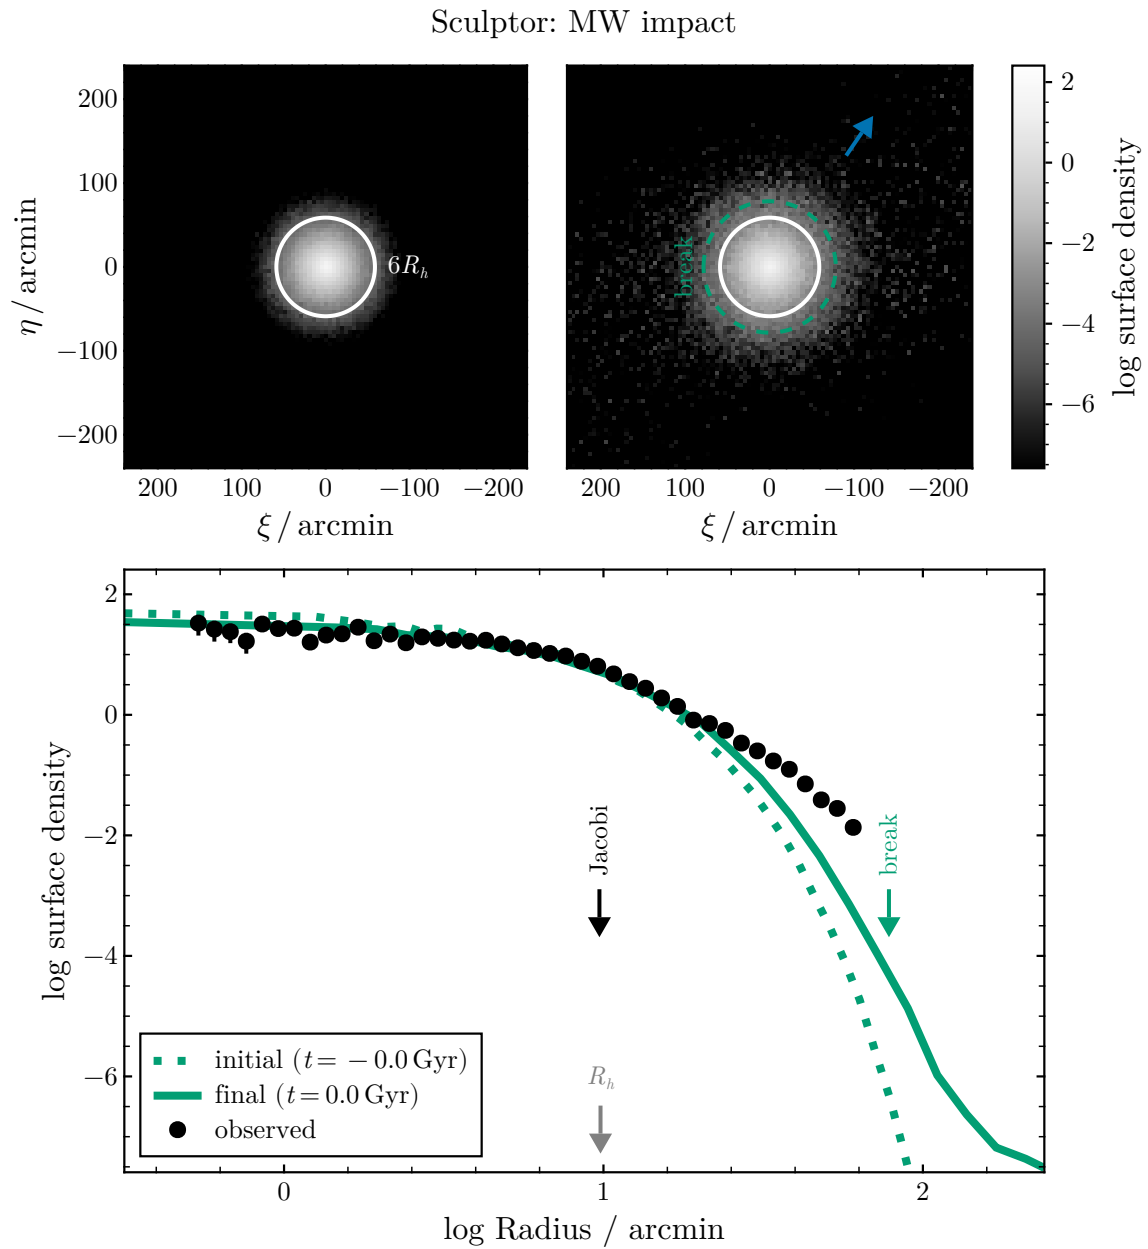 Sculptor: MW impact
200
100
0
−100
−200
η / arcmin
6R_h
break
200 100 0 −100 −200
200 100 0 −100 −200
ξ / arcmin
ξ / arcmin
2
0
−2
−4
−6
log surface density
2
0
−2
−4
−6
log surface density
Jacobi
break
R_h
initial (t = − 0.0 Gyr)
final (t = 0.0 Gyr)
observed
0 1 2
log Radius / arcmin